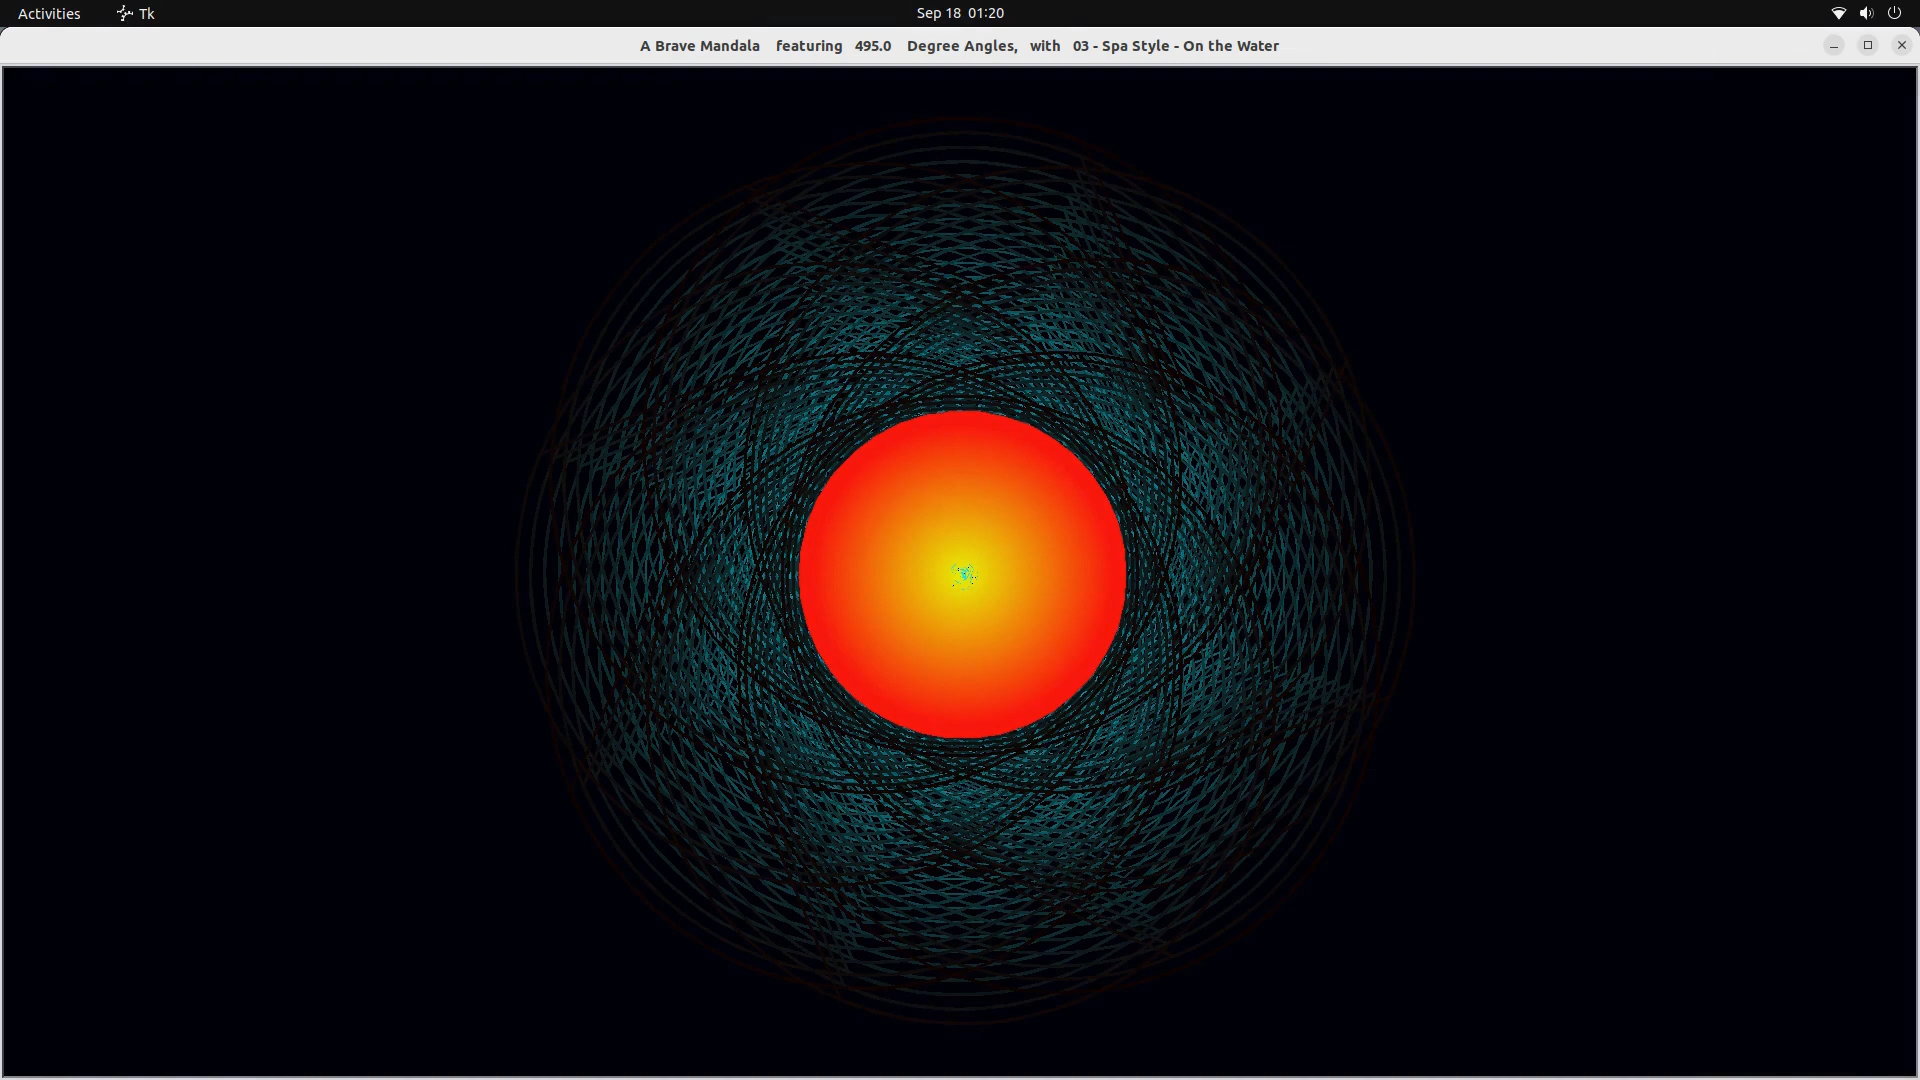 Activities Tk Sep 18 01:20
A Brave Mandala featuring 495.0 Degree Angles, with 03 - Spa Style - On the Water